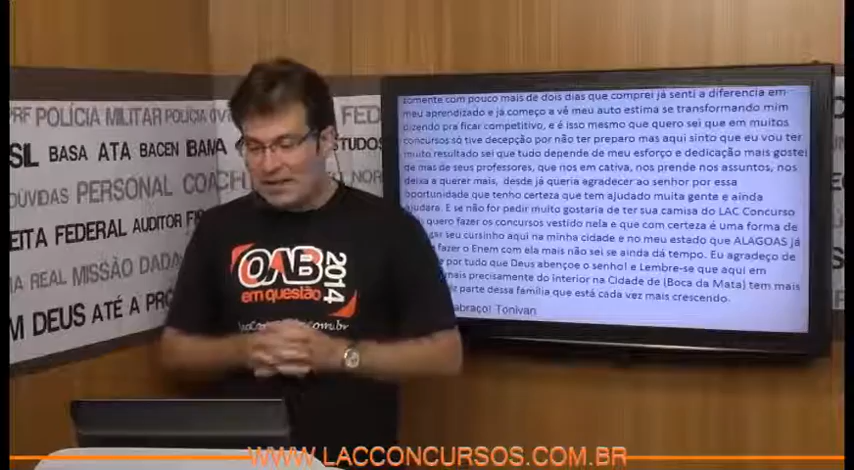 PRF POLÍCIA MILITAR POLÍCIA CIVIL
BASA ATA BACEN BANA
DÚVIDAS PERSONAL COACH
FEDERAL AUDITOR
REAL MISSÃO DADA
DEUS ATÉ A
FED
STUDOS
OAB 2014
em Questão
somente com pouco mais de dois dias que comprei já senti a diferencia em
meu aprendizado e já começo a vê meu auto estima se transformando em mim
dizendo pra ficar competitivo, e é isso mesmo que quero sei que em muitos
concursos só tive decepção por não ter preparo mas aqui sinto que eu vou ter
muito resultado sei que tudo depende de meu esforço e dedicação mais gostei
de mas de seus professores, que nos em cativa, nos prende nos assuntos, nos
deixa a querer mais, desde já queria agradecer ao senhor por essa
oportunidade sei que tenho certeza que tem ajudado muita gente e ainda
ajudara. E se não for pedir muito gostaria de ter sua camisa do LAC Concurso
quero fazer os concursos vestido nela e que com certeza é uma forma de
seu cursinho aqui na minha cidade e no meu estado que ALAGOAS já
fazer o Enem com ela mais não sei se ainda dá tempo. Eu agradeço de
por tudo que Deus abençoe o senhor! e Lembre-se que aqui em
mais precisamente do interior na Cidade de (Boca da Mata) tem mais
parte dessa família que está cada vez mais crescendo.
abraço! Tonivan
WWW.LACCONCURSOS.COM.BR